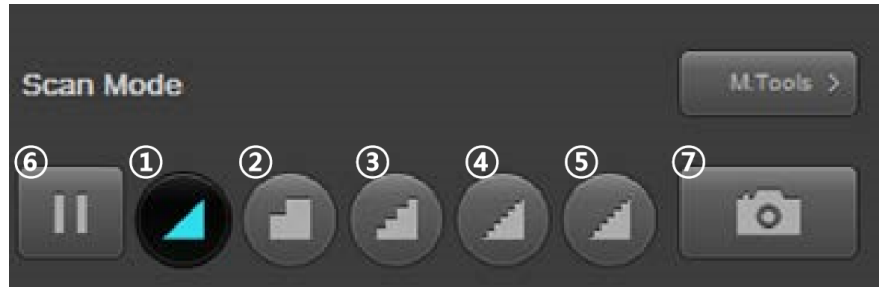 Scan Mode
M.Tools >
⑥ ① ② ③ ④ ⑤ ⑦